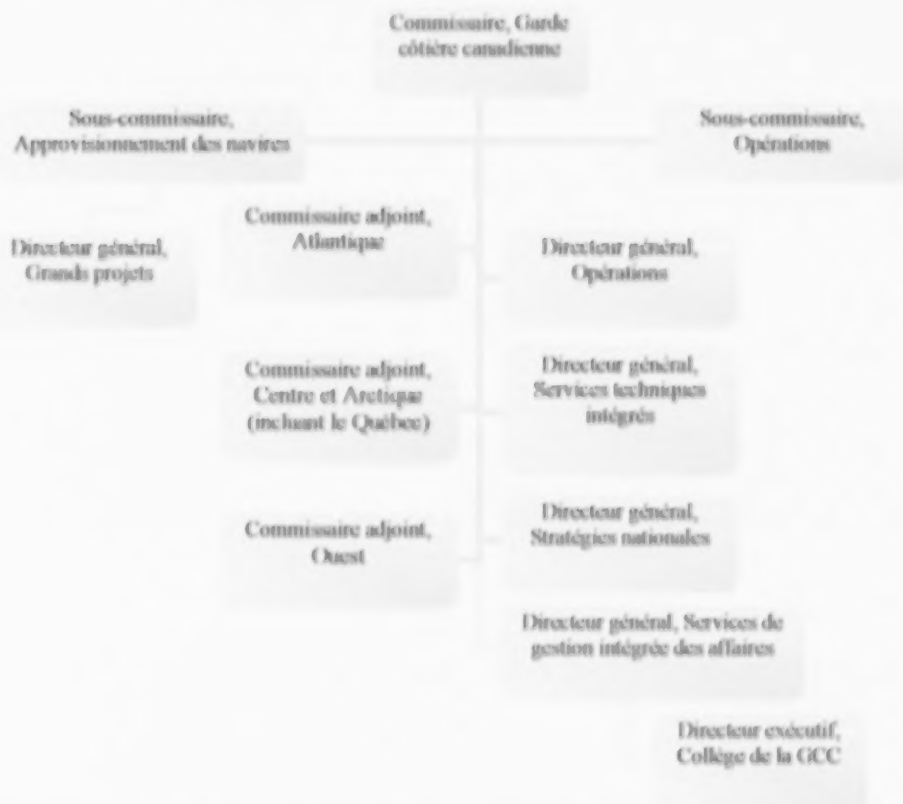 Commissaire, Garde
côtière canadienne
Sous-commissaire,
Approvisionnement des navires
Sous-commissaire,
Opérations
Commissaire adjoint,
Atlantique
Directeur général,
Grands projets
Directeur général,
Opérations
Commissaire adjoint,
Centre et Arctique
(incluant le Québec)
Directeur général,
Services techniques
intégrés
Commissaire adjoint,
Ouest
Directeur général,
Stratégies nationales
Directeur général, Services de
gestion intégrée des affaires
Directeur exécutif,
Collège de la GCC